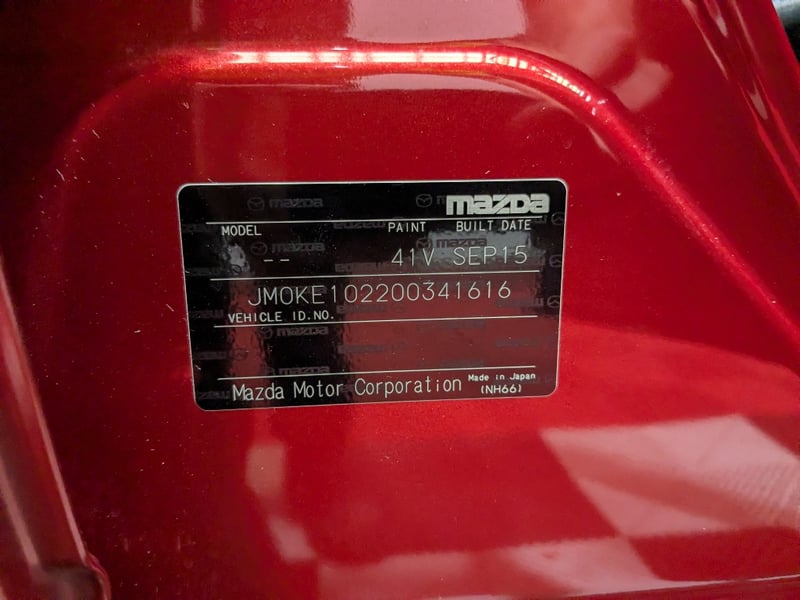 mazda
MODEL PAINT BUILT DATE
-- 41V SEP15
JM0KE102200341616
VEHICLE ID.NO.
Mazda Motor Corporation Made in Japan
(NH66)